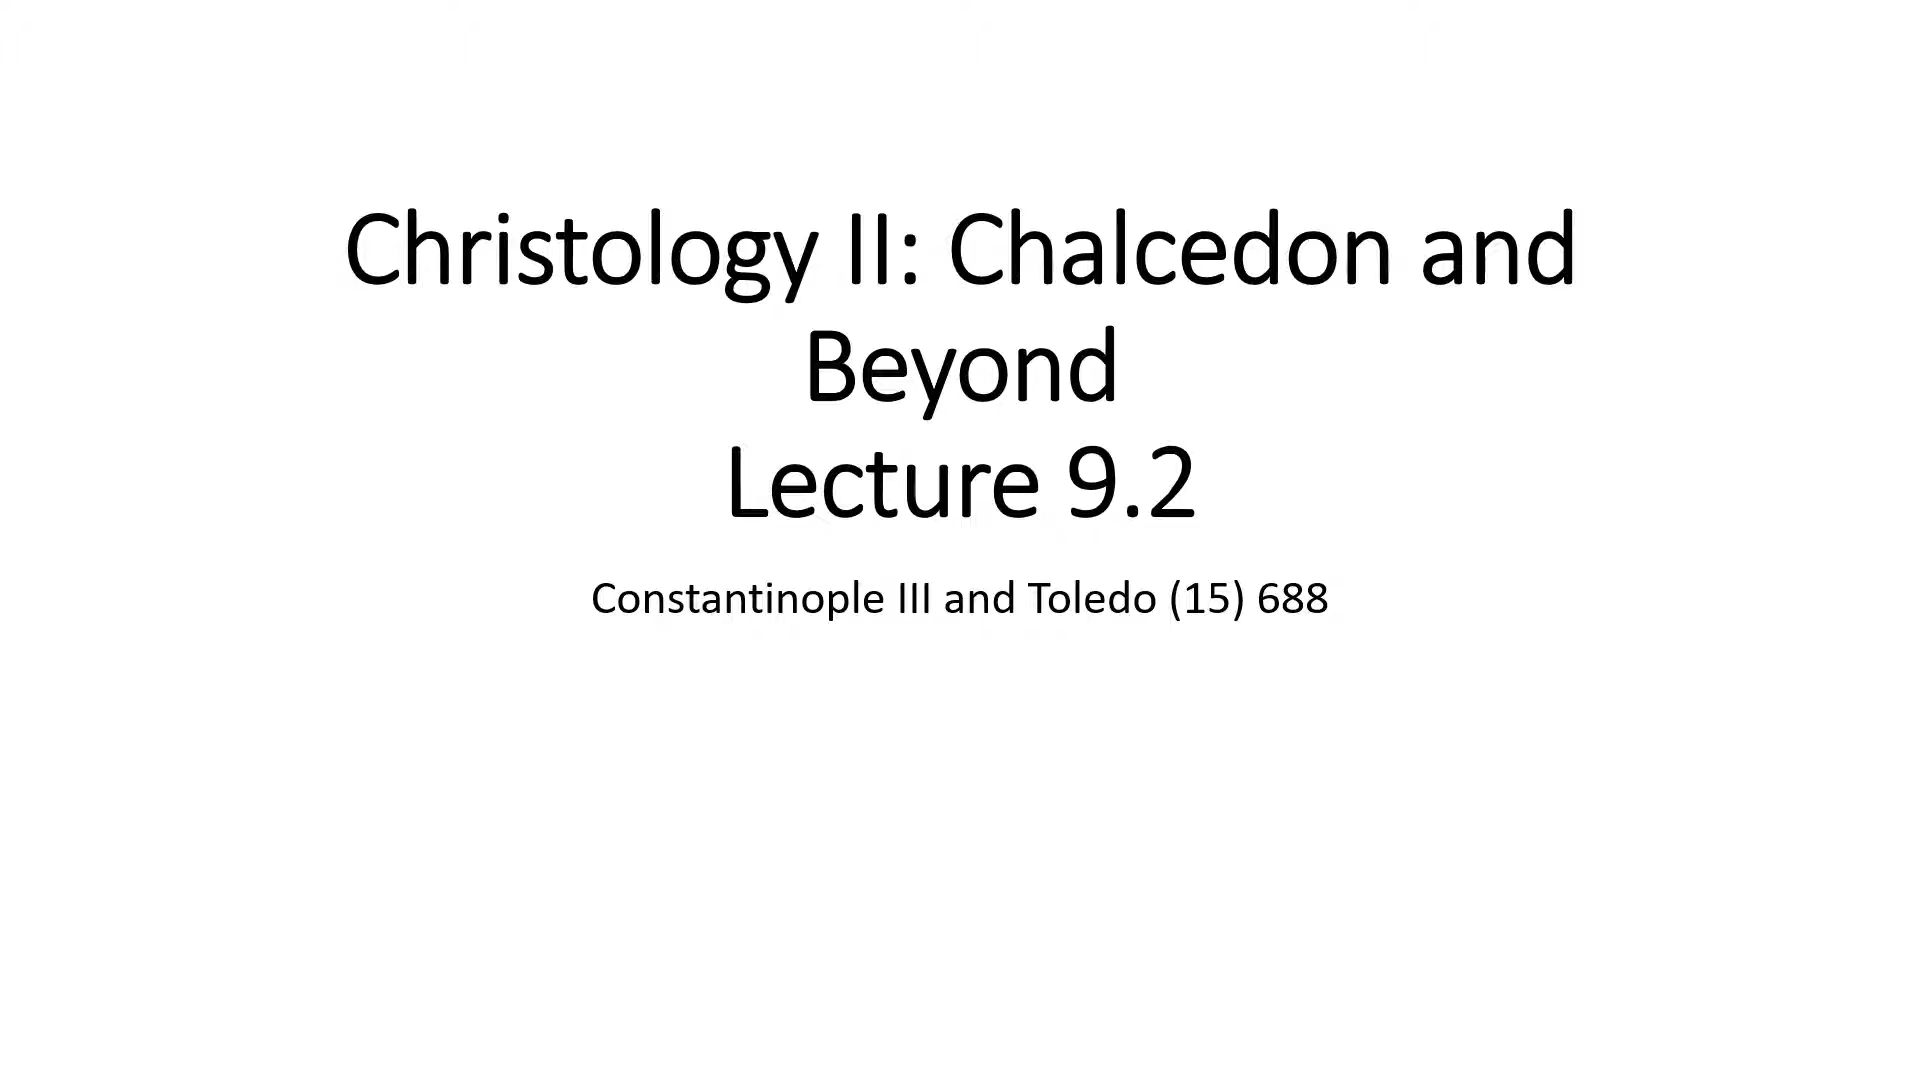 Christology II: Chalcedon and
Beyond
Lecture 9.2
Constantinople III and Toledo (15) 688